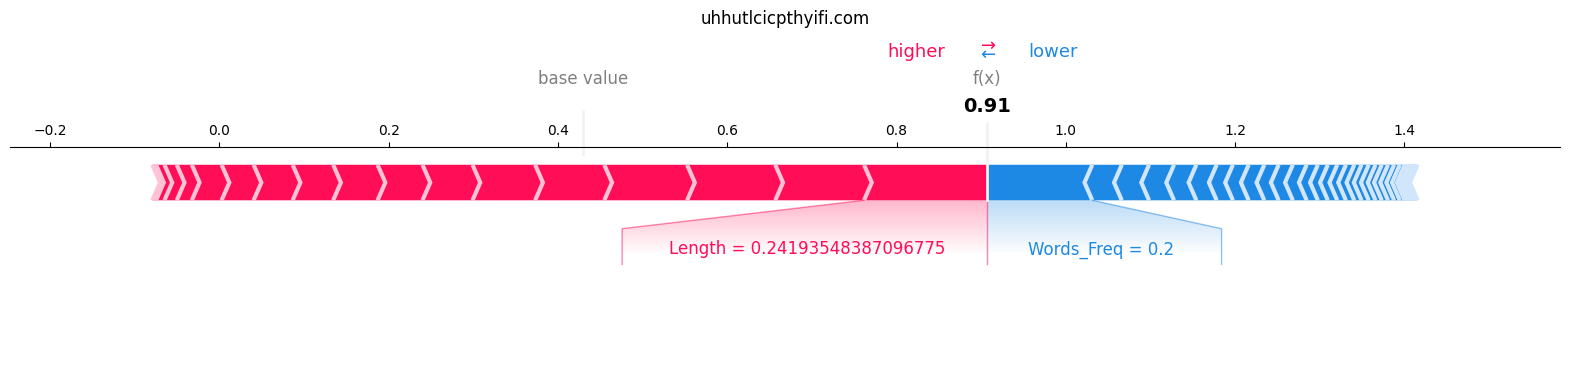 uhhutlcicpthyifi.com
higher ⇄ lower
base value f(x)
0.91
−0.2 0.0 0.2 0.4 0.6 0.8 1.0 1.2 1.4
Length = 0.24193548387096775 Words_Freq = 0.2